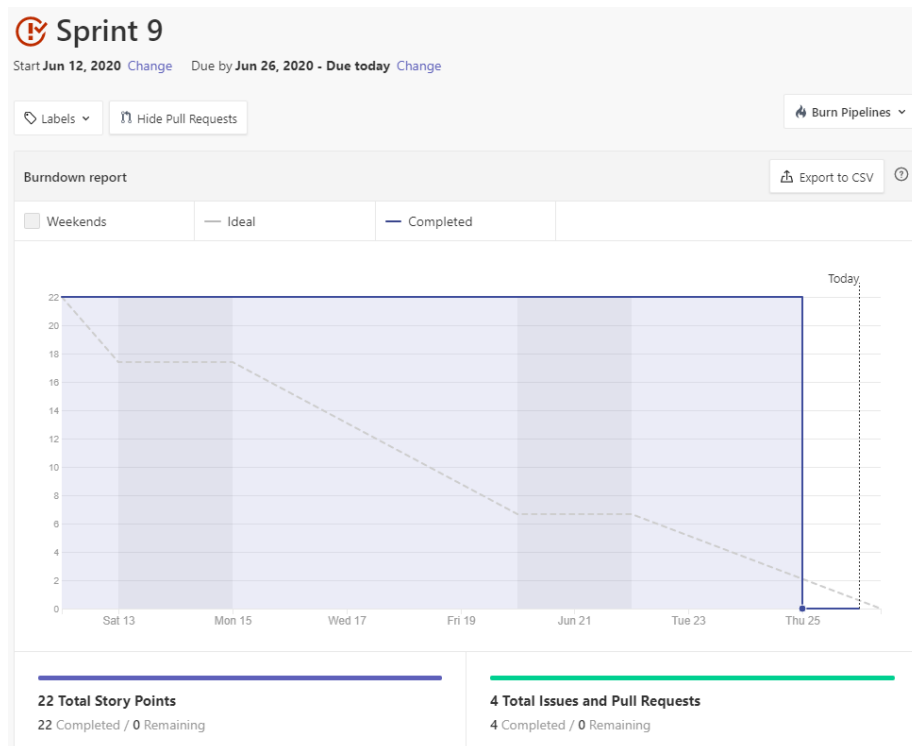 Sprint 9
Start Jun 12, 2020 Change Due by Jun 26, 2020 - Due today Change
Labels Hide Pull Requests Burn Pipelines
Burndown report Export to CSV ?
Weekends Ideal Completed
Today
22
20
18
16
14
12
10
8
6
4
2
0
Sat 13 Mon 15 Wed 17 Fri 19 Jun 21 Tue 23 Thu 25
22 Total Story Points 4 Total Issues and Pull Requests
22 Completed / 0 Remaining 4 Completed / 0 Remaining